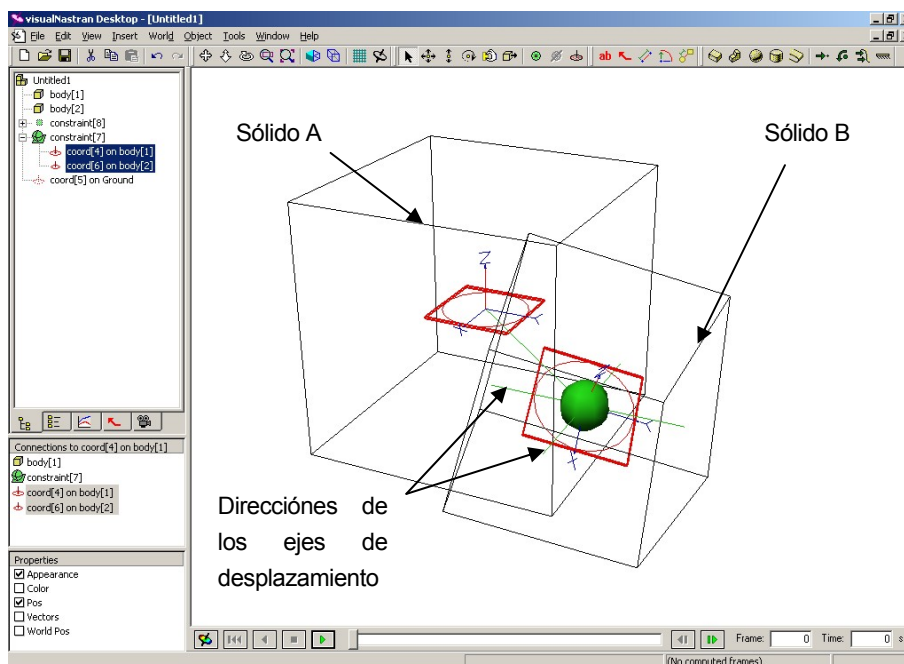 visualNastran Desktop - [Untitled1]
File Edit View Insert World Object Tools Window Help
Untitled1
body[1]
body[2]
constraint[8]
constraint[7]
coord[4] on body[1]
coord[6] on body[2]
coord[5] on Ground
Connections to coord[4] on body[1]
body[1]
constraint[7]
coord[4] on body[1]
coord[6] on body[2]
Properties
Appearance
Color
Pos
Vectors
World Pos
ab
Sólido A
Sólido B
Z
Y
X
Y
X
Direcciónes de
los ejes de
desplazamiento
Frame: 0 Time: 0 s
(No computed frames)